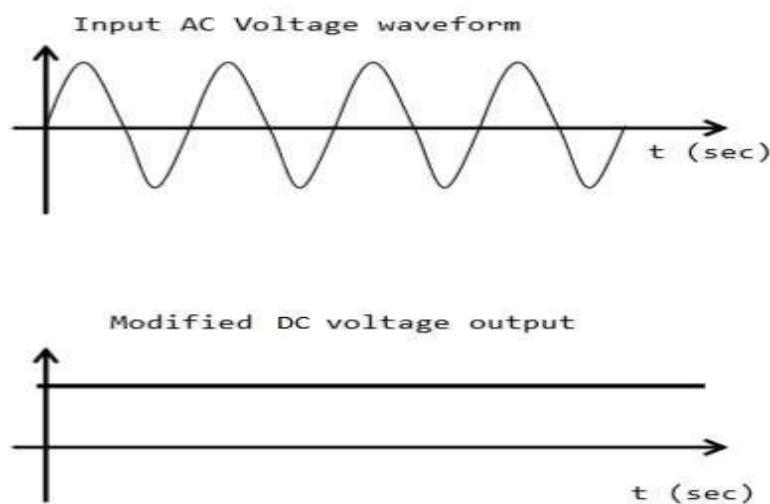 Input AC Voltage waveform
t (sec)
Modified DC voltage output
t (sec)